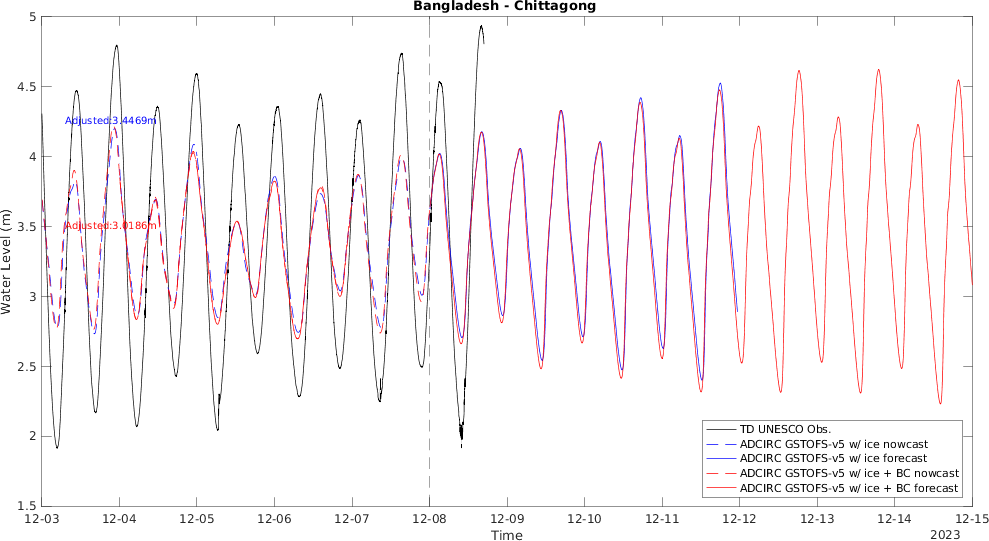 Bangladesh - Chittagong
5
4.5
4
3.5
3
2.5
2
1.5
Water Level (m)
Adjusted:3.4469m
Adjusted:3.0186m
TD UNESCO Obs.
ADCIRC GSTOFS-v5 w/ ice nowcast
ADCIRC GSTOFS-v5 w/ ice forecast
ADCIRC GSTOFS-v5 w/ ice + BC nowcast
ADCIRC GSTOFS-v5 w/ ice + BC forecast
12-03 12-04 12-05 12-06 12-07 12-08 12-09 12-10 12-11 12-12 12-13 12-14 12-15
Time
2023